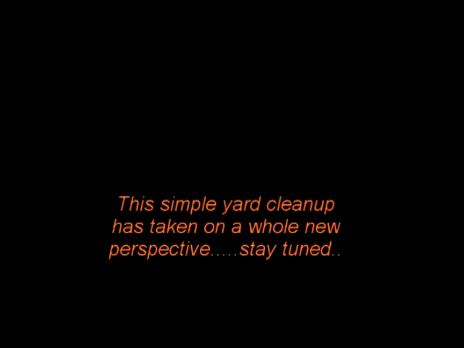 This simple yard cleanup
has taken on a whole new
perspective.....stay tuned..